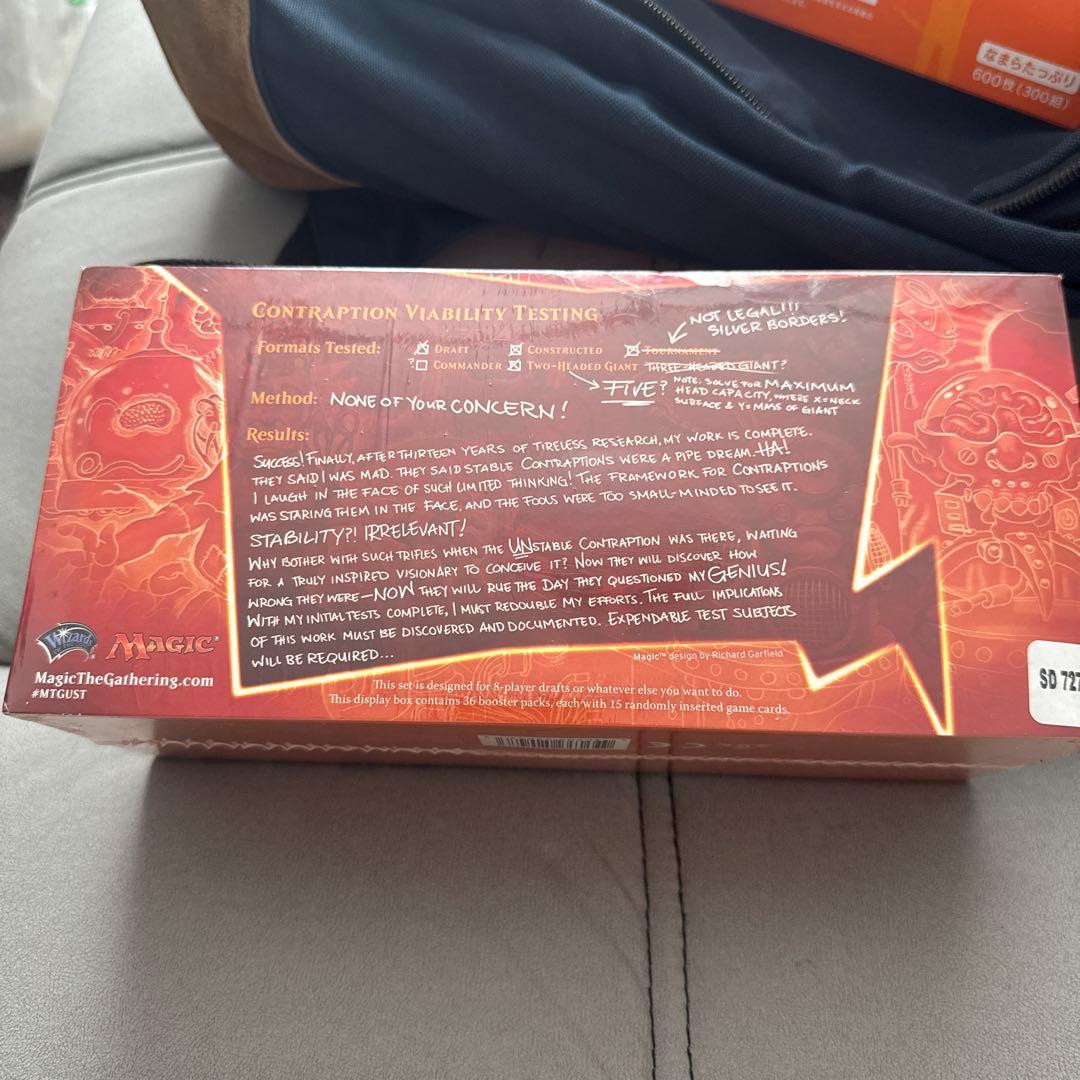 なまらたっぷり
600枚(300組)
CONTRAPTION VIABILITY TESTING
NOT LEGAL!!!
SILVER BORDERS!
Formats Tested: DRAFT CONSTRUCTED TOURNAMENT
? COMMANDER TWO-HEADED GIANT THREE-HEADED GIANT?
FIVE?
NOTE: SOLVE FOR MAXIMUM
HEAD CAPACITY, WHERE X=NECK
SURFACE & Y=MASS OF GIANT
Method: NONE OF YOUR CONCERN!
Results:
SUCCESS! FINALLY, AFTER THIRTEEN YEARS OF TIRELESS RESEARCH, MY WORK IS COMPLETE.
THEY SAID I WAS MAD. THEY SAID STABLE CONTRAPTIONS WERE A PIPE DREAM. HA!
I LAUGH IN THE FACE OF SUCH LIMITED THINKING! THE FRAMEWORK FOR CONTRAPTIONS
WAS STARING THEM IN THE FACE, AND THE FOOLS WERE TOO SMALL-MINDED TO SEE IT.
STABILITY?! IRRELEVANT!
WHY BOTHER WITH SUCH TRIFLES WHEN THE UNSTABLE CONTRAPTION WAS THERE, WAITING
FOR A TRULY INSPIRED VISIONARY TO CONCEIVE IT? NOW THEY WILL DISCOVER HOW
WRONG THEY WERE—NOW THEY WILL RUE THE DAY THEY QUESTIONED MY GENIUS!
WITH MY INITIAL TESTS COMPLETE, I MUST REDOUBLE MY EFFORTS. THE FULL IMPLICATIONS
OF THIS WORK MUST BE DISCOVERED AND DOCUMENTED. EXPENDABLE TEST SUBJECTS
WILL BE REQUIRED...
Magic™ design by Richard Garfield
Wizards
MAGIC
MagicTheGathering.com
#MTGUST
This set is designed for 8-player drafts or whatever else you want to do.
This display box contains 36 booster packs, each with 15 randomly inserted game cards.
SD 727